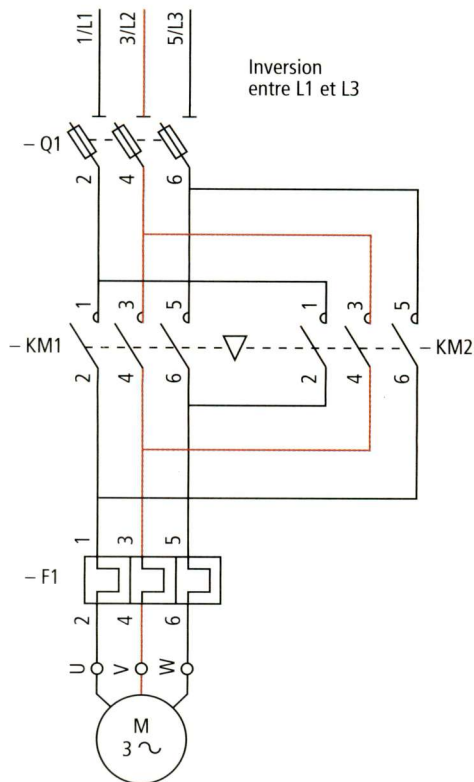 1/L1 3/L2 5/L3
Inversion
entre L1 et L3
– Q1
2 4 6
1 3 5 1 3 5
– KM1 – KM2
2 4 6 2 4 6
1 3 5
– F1
2 4 6
U V W
M
3 ~